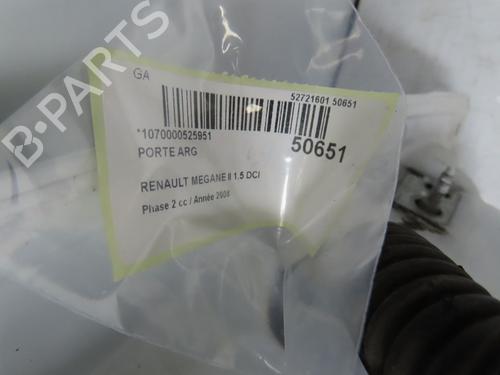 B-PARTS
GA
52721601 50651
*1070000525951
50651
PORTE ARG
RENAULT MEGANE II 1.5 DCI
Phase 2 cc / Année 2008